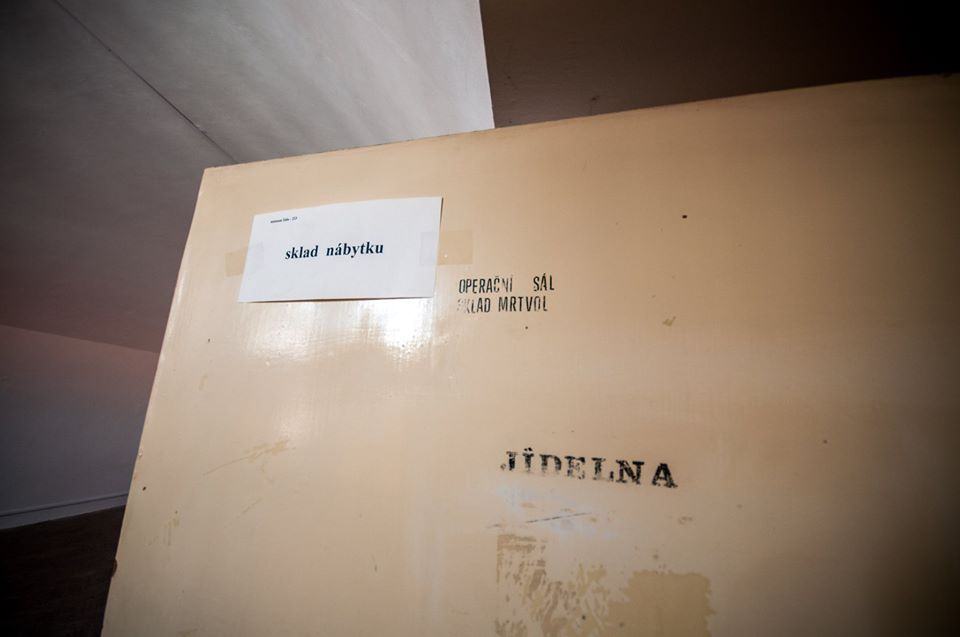 sklad nábytku
OPERAČNÍ SÁL
SKLAD MRTVOL
JÍDELNA